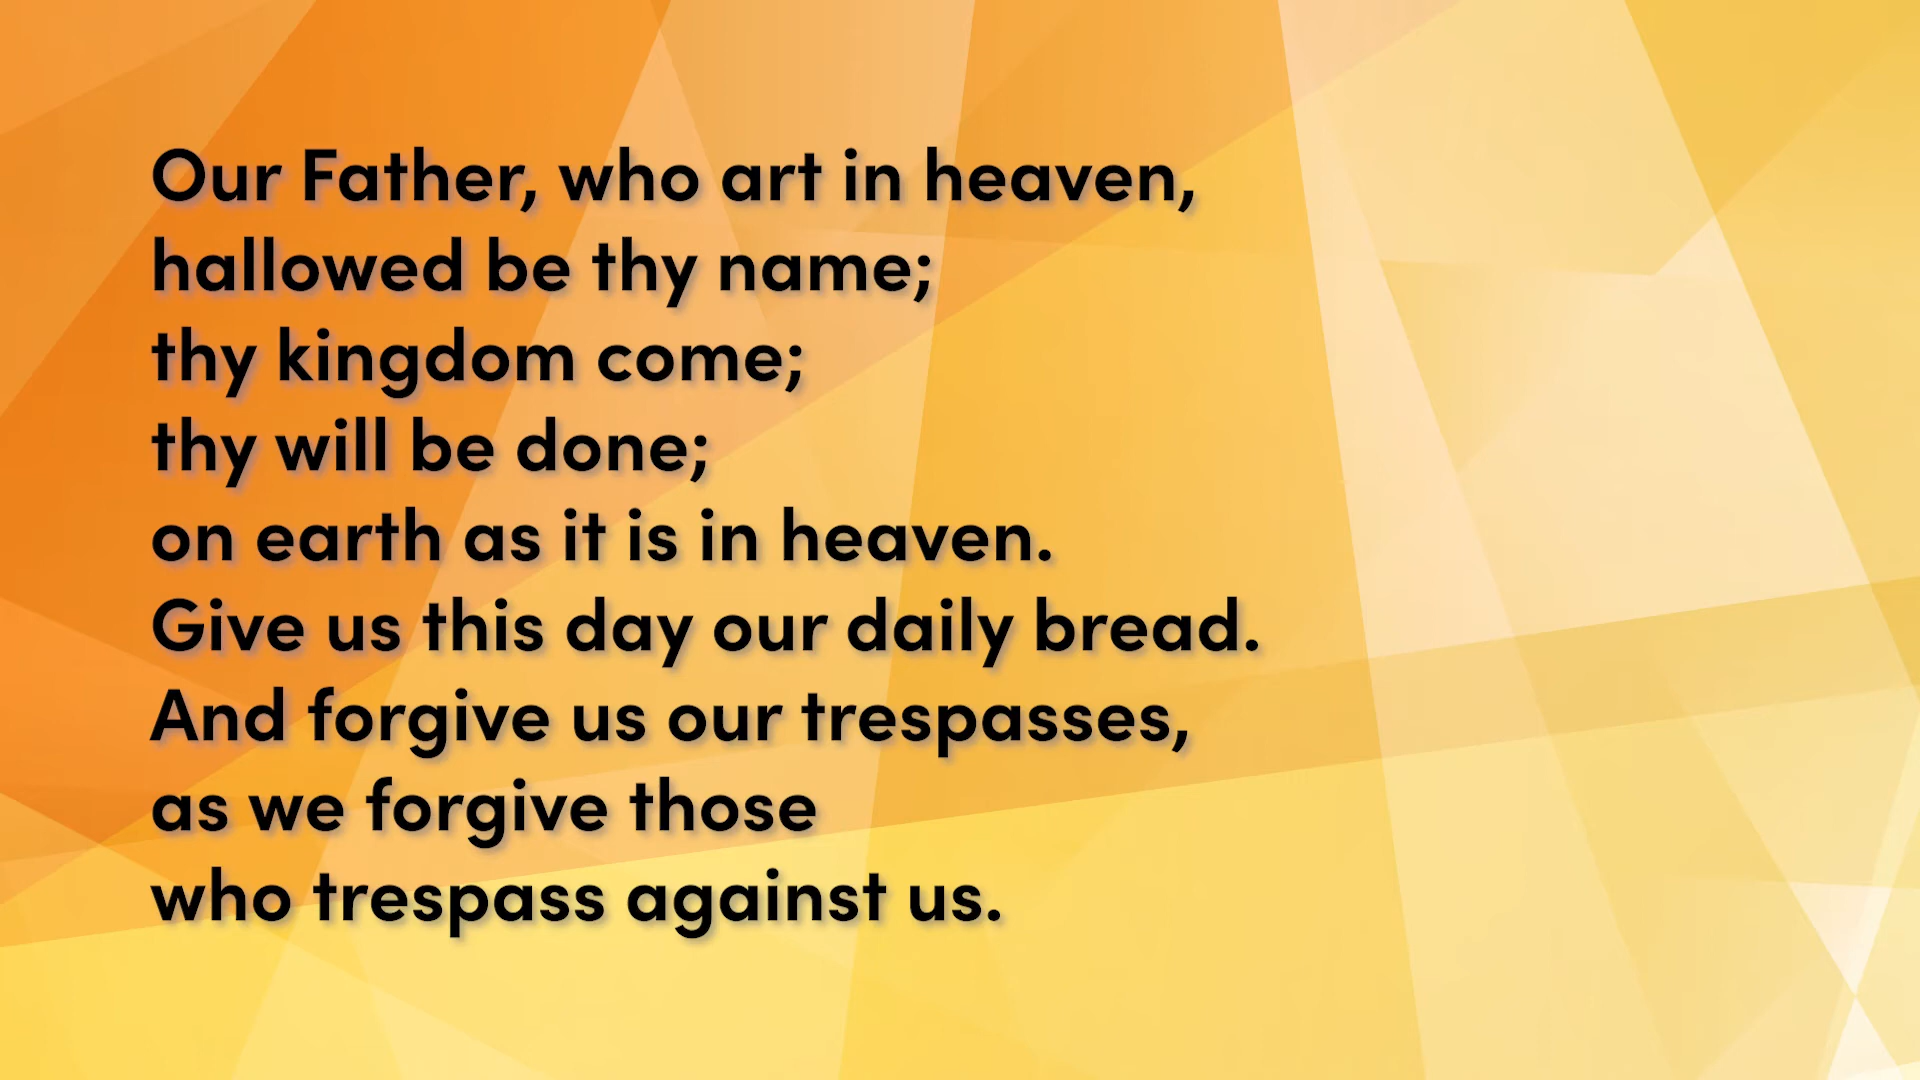 Our Father, who art in heaven,
hallowed be thy name;
thy kingdom come;
thy will be done;
on earth as it is in heaven.
Give us this day our daily bread.
And forgive us our trespasses,
as we forgive those
who trespass against us.